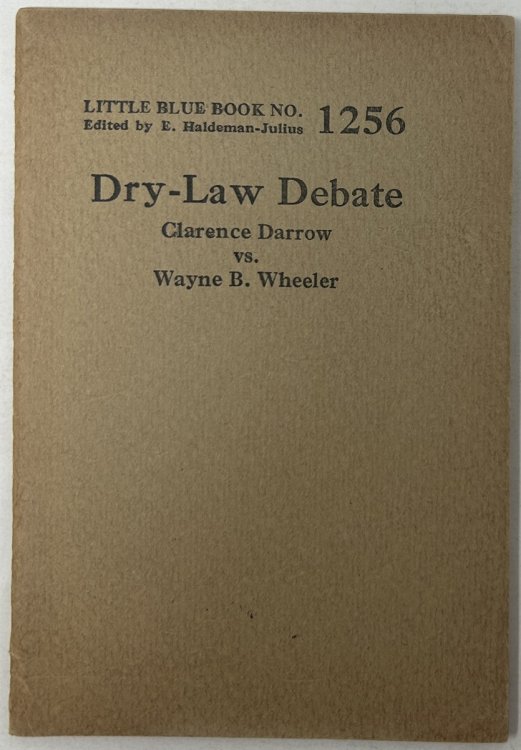 LITTLE BLUE BOOK NO. 1256
Edited by E. Haldeman-Julius
Dry-Law Debate
Clarence Darrow
vs.
Wayne B. Wheeler